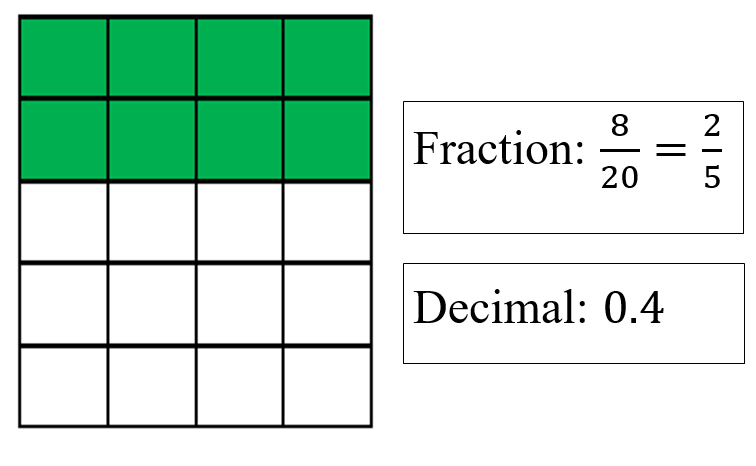 Fraction: 8/20 = 2/5
Decimal: 0.4